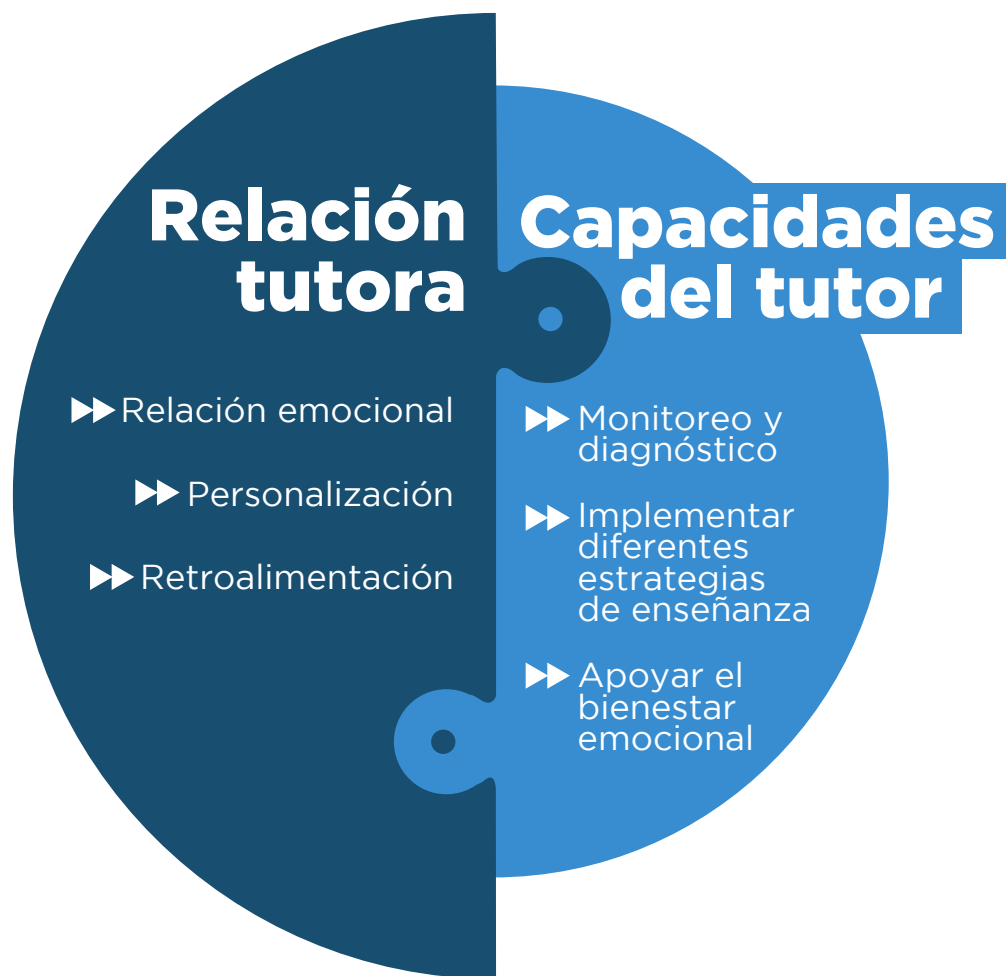 Relación
tutora
Relación emocional
Personalización
Retroalimentación
Capacidades
del tutor
Monitoreo y
diagnóstico
Implementar
diferentes
estrategias
de enseñanza
Apoyar el
bienestar
emocional